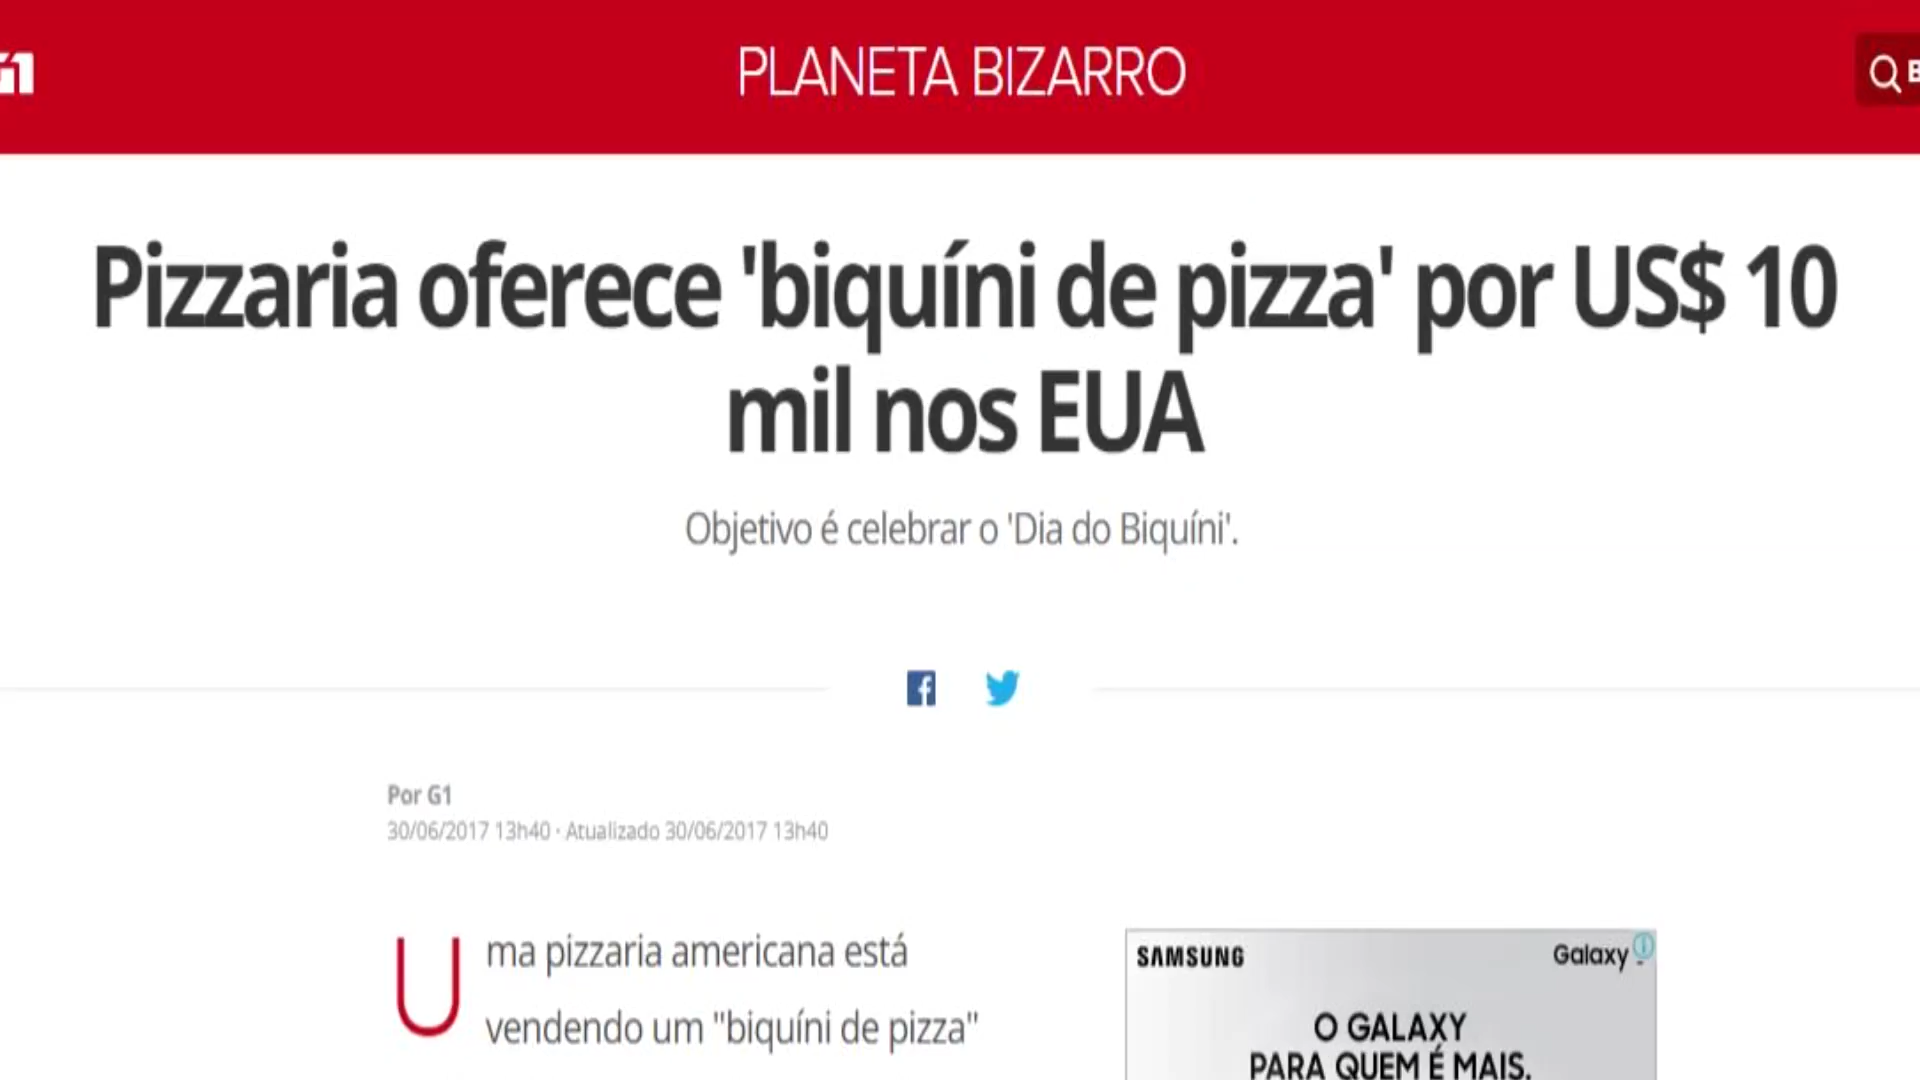 G1
PLANETA BIZARRO
B
Pizzaria oferece 'biquíni de pizza' por US$ 10
mil nos EUA
Objetivo é celebrar o 'Dia do Biquíni'.
Por G1
30/06/2017 13h40 · Atualizado 30/06/2017 13h40
Uma pizzaria americana está
vendendo um "biquíni de pizza"
SAMSUNG
Galaxy
O GALAXY
PARA QUEM É MAIS.